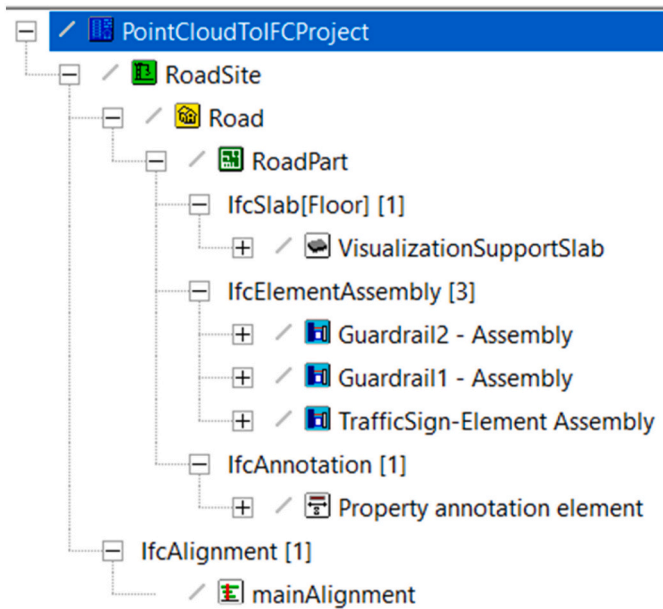 PointCloudToIFCProject
RoadSite
Road
RoadPart
IfcSlab[Floor] [1]
VisualizationSupportSlab
IfcElementAssembly [3]
Guardrail2 - Assembly
Guardrail1 - Assembly
TrafficSign-Element Assembly
IfcAnnotation [1]
Property annotation element
IfcAlignment [1]
mainAlignment